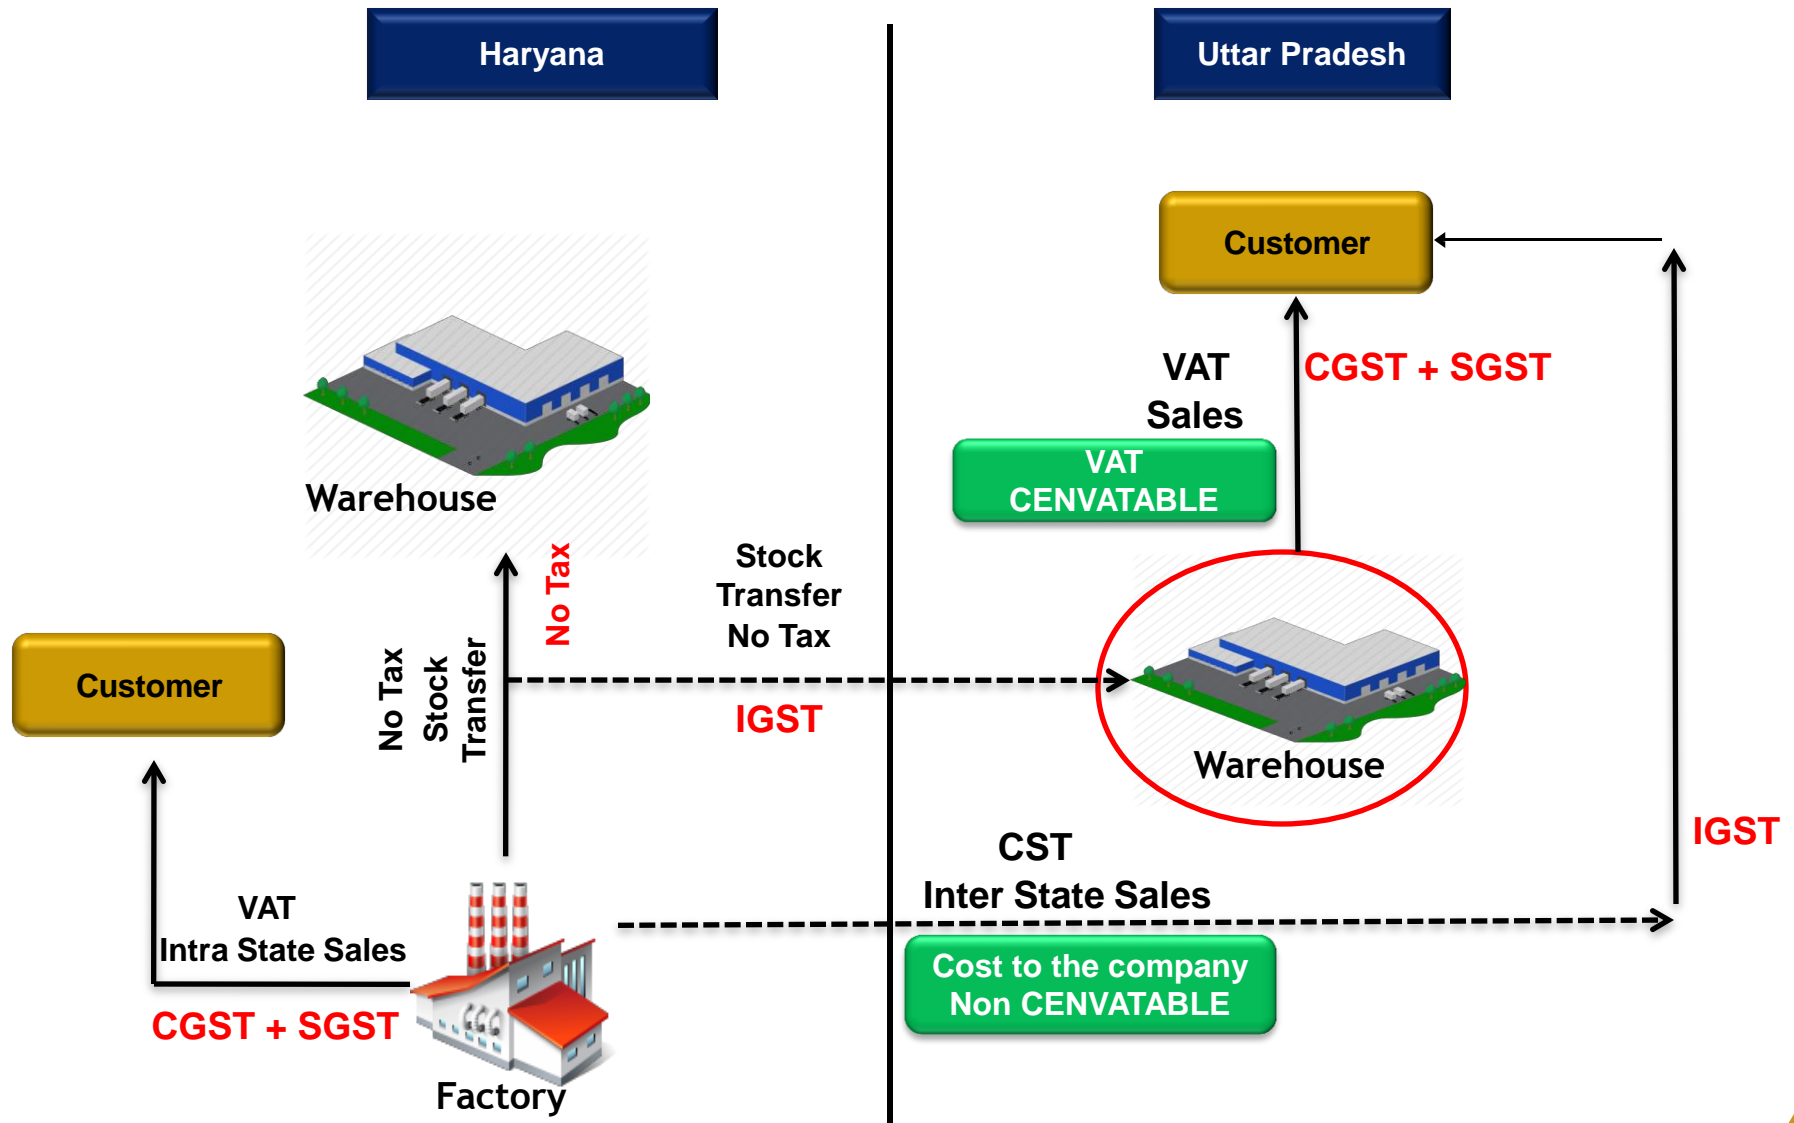 Haryana
Uttar Pradesh
Customer
VAT
Sales
CGST + SGST
VAT
CENVATABLE
Warehouse
No Tax
Stock
Transfer
No Tax
No Tax
Stock
Transfer
IGST
Customer
Warehouse
IGST
CST
Inter State Sales
VAT
Intra State Sales
CGST + SGST
Cost to the company
Non CENVATABLE
Factory